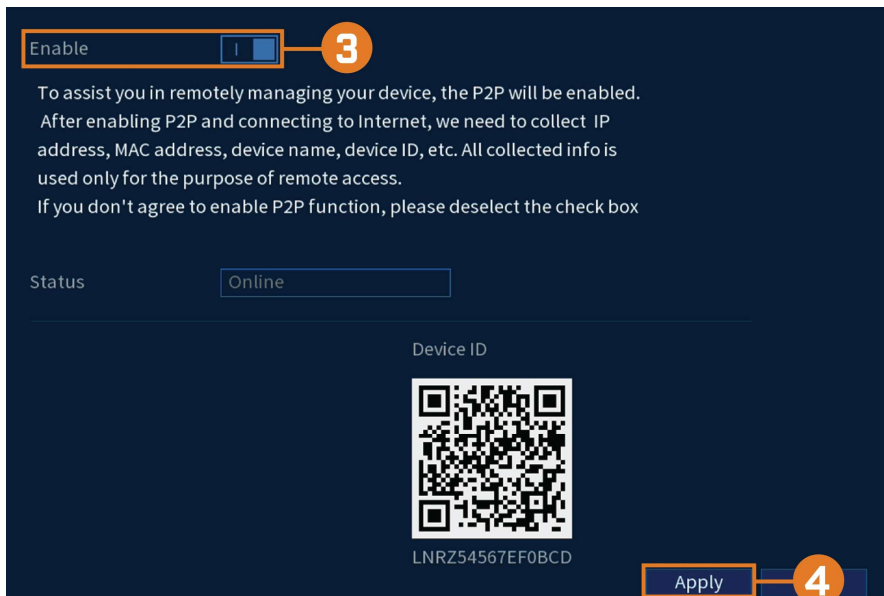 Enable
3
To assist you in remotely managing your device, the P2P will be enabled.
After enabling P2P and connecting to Internet, we need to collect IP
address, MAC address, device name, device ID, etc. All collected info is
used only for the purpose of remote access.
If you don't agree to enable P2P function, please deselect the check box
Status Online
Device ID
LNRZ54567EF0BCD
Apply
4